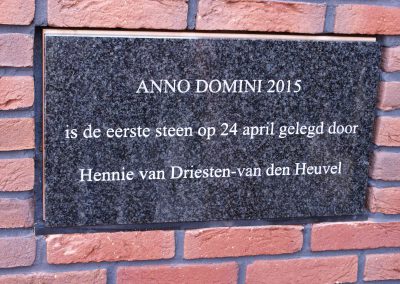 ANNO DOMINI 2015
is de eerste steen op 24 april gelegd door
Hennie van Driesten-van den Heuvel